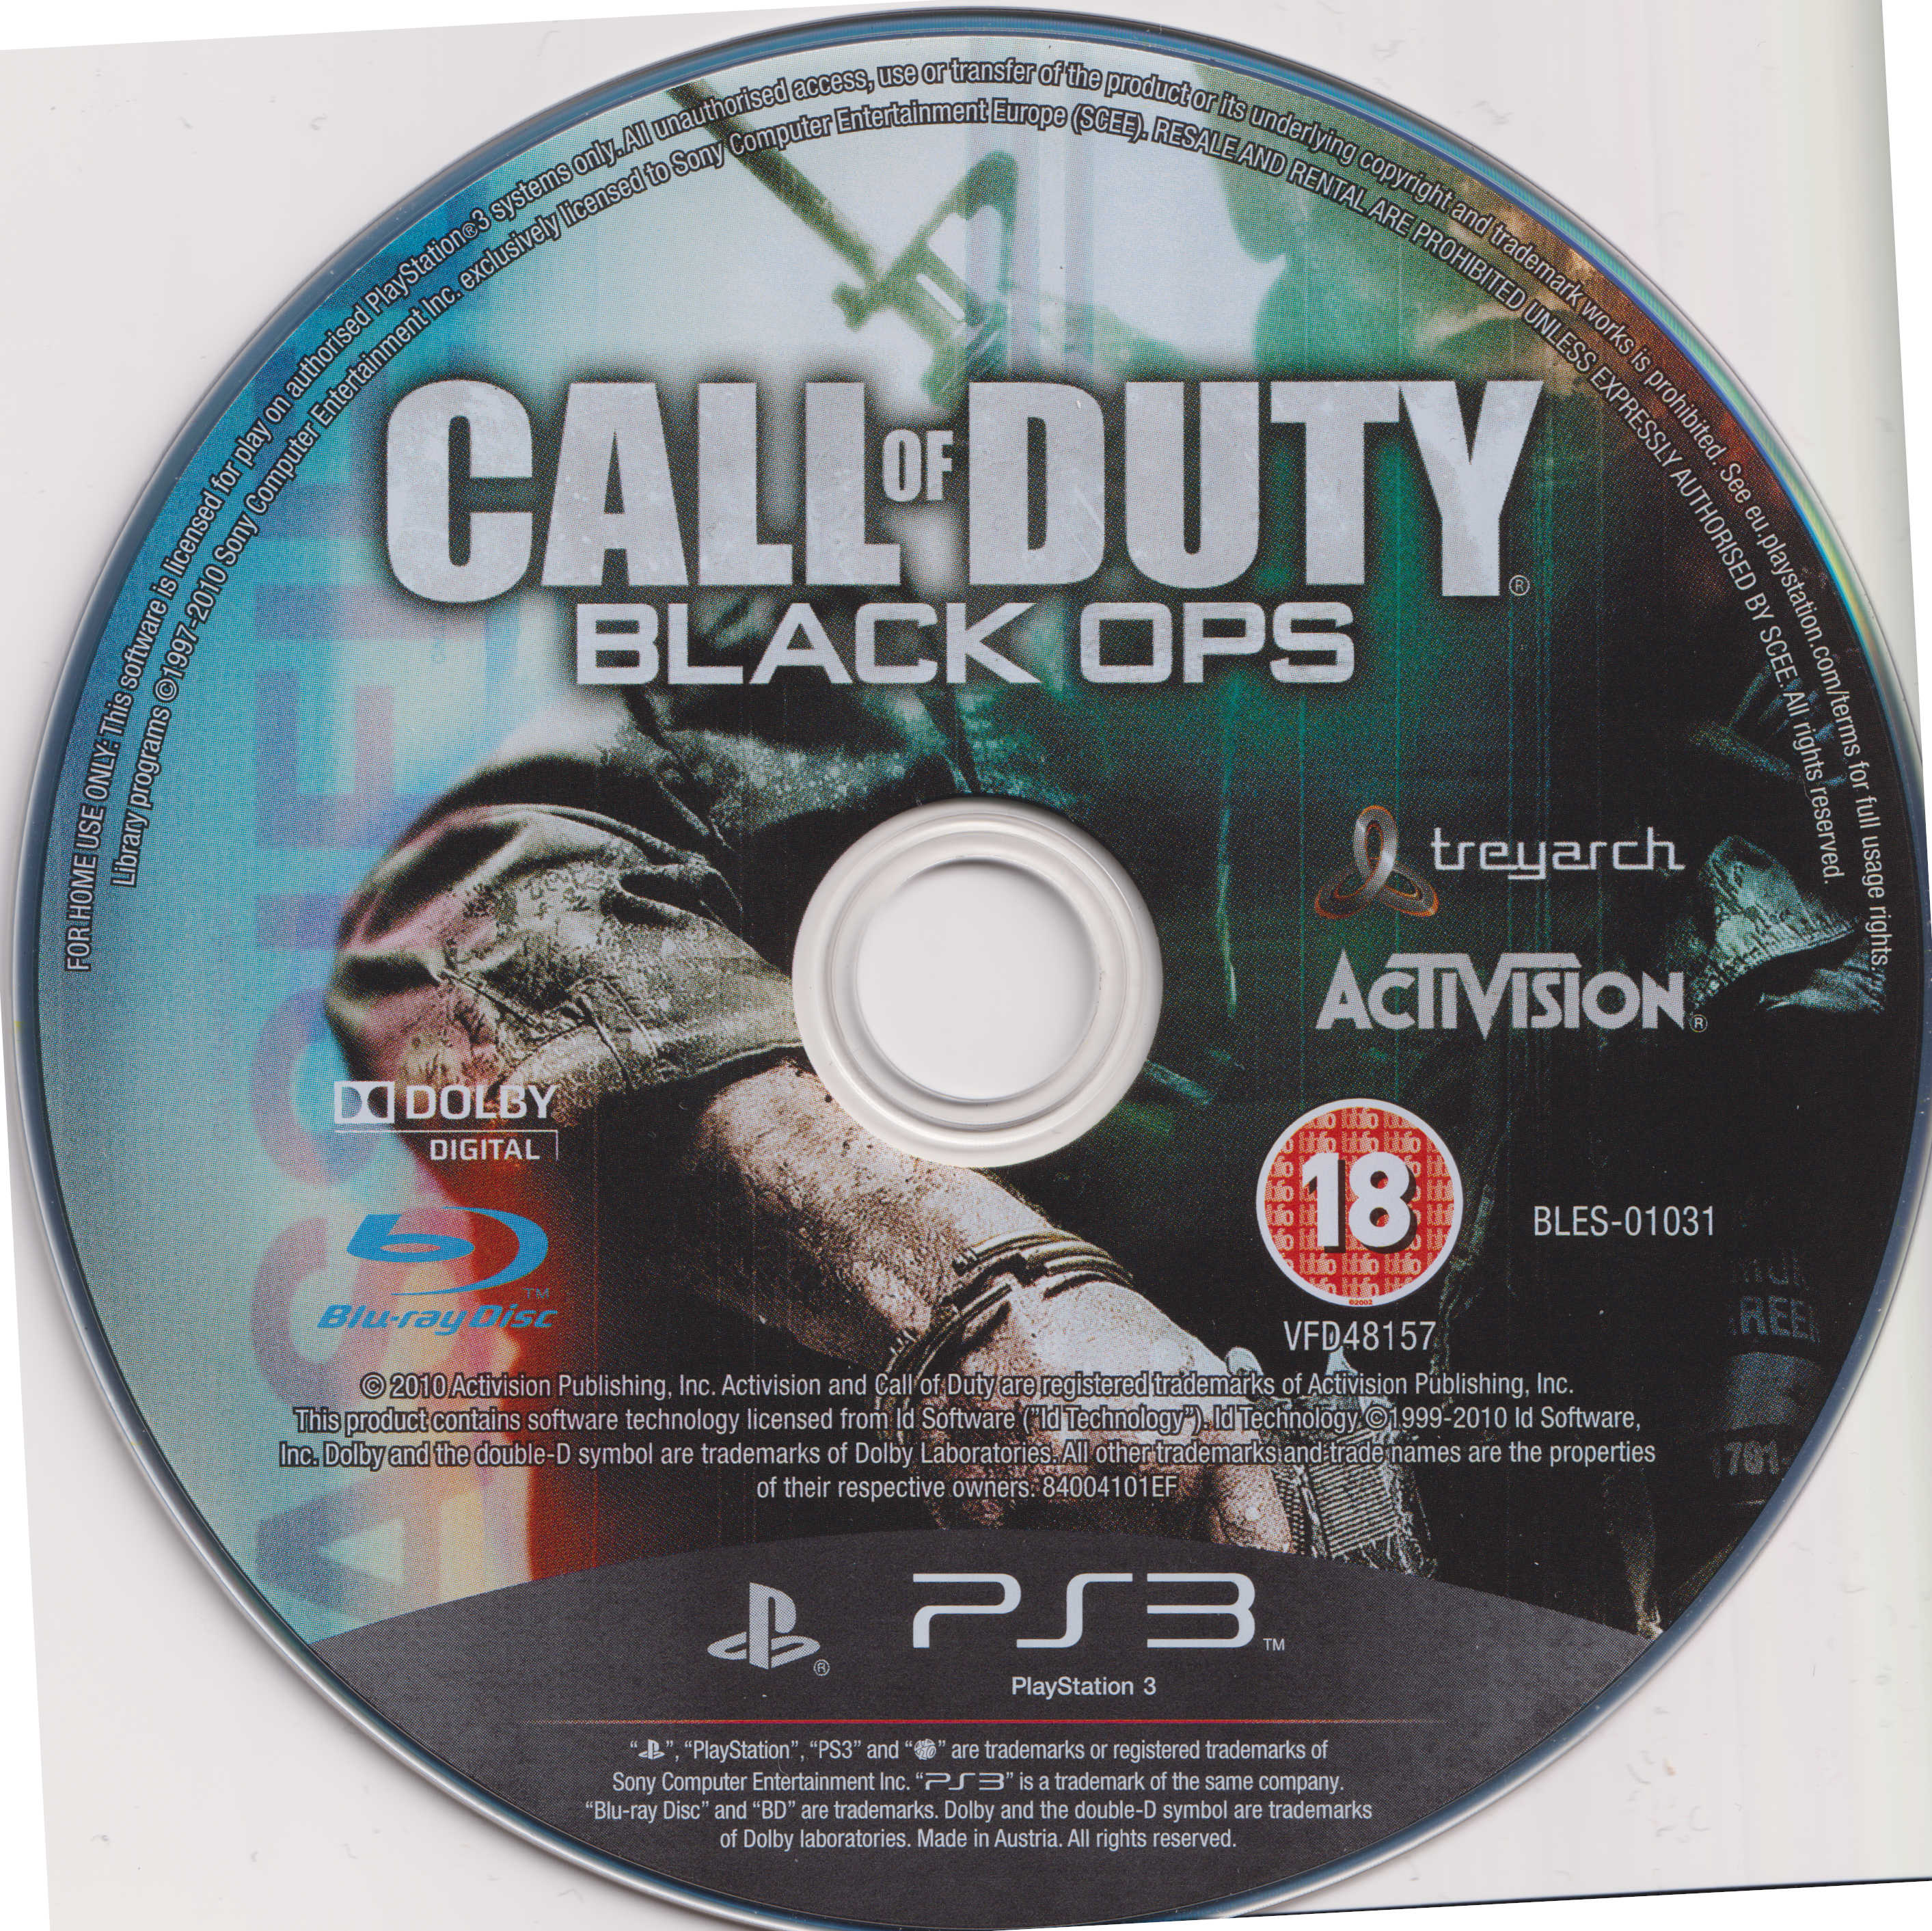 FOR HOME USE ONLY. This software is licensed for play on authorised PlayStation®3 systems only. All unauthorised access, use or transfer of the product or its underlying copyright and trademark works is prohibited. See eu.playstation.com/terms for full usage rights.
Library programs ©1997-2010 Sony Computer Entertainment Inc. exclusively licensed to Sony Computer Entertainment Europe (SCEE). RESALE AND RENTAL ARE PROHIBITED UNLESS EXPRESSLY AUTHORISED BY SCEE. All rights reserved.
CALL OF DUTY®
BLACK OPS
treyarch
ACTIVISION®
DOLBY
DIGITAL
18
©2002
BLES-01031
Blu-ray Disc™
VFD48157
© 2010 Activision Publishing, Inc. Activision and Call of Duty are registered trademarks of Activision Publishing, Inc.
This product contains software technology licensed from Id Software ("Id Technology"). Id Technology © 1999-2010 Id Software,
Inc. Dolby and the double-D symbol are trademarks of Dolby Laboratories. All other trademarks and trade names are the properties
of their respective owners. 84004101EF
PS3™
PlayStation 3
“ ”, “PlayStation”, “PS3” and “ ” are trademarks or registered trademarks of
Sony Computer Entertainment Inc. “PS3” is a trademark of the same company.
“Blu-ray Disc” and “BD” are trademarks. Dolby and the double-D symbol are trademarks
of Dolby laboratories. Made in Austria. All rights reserved.